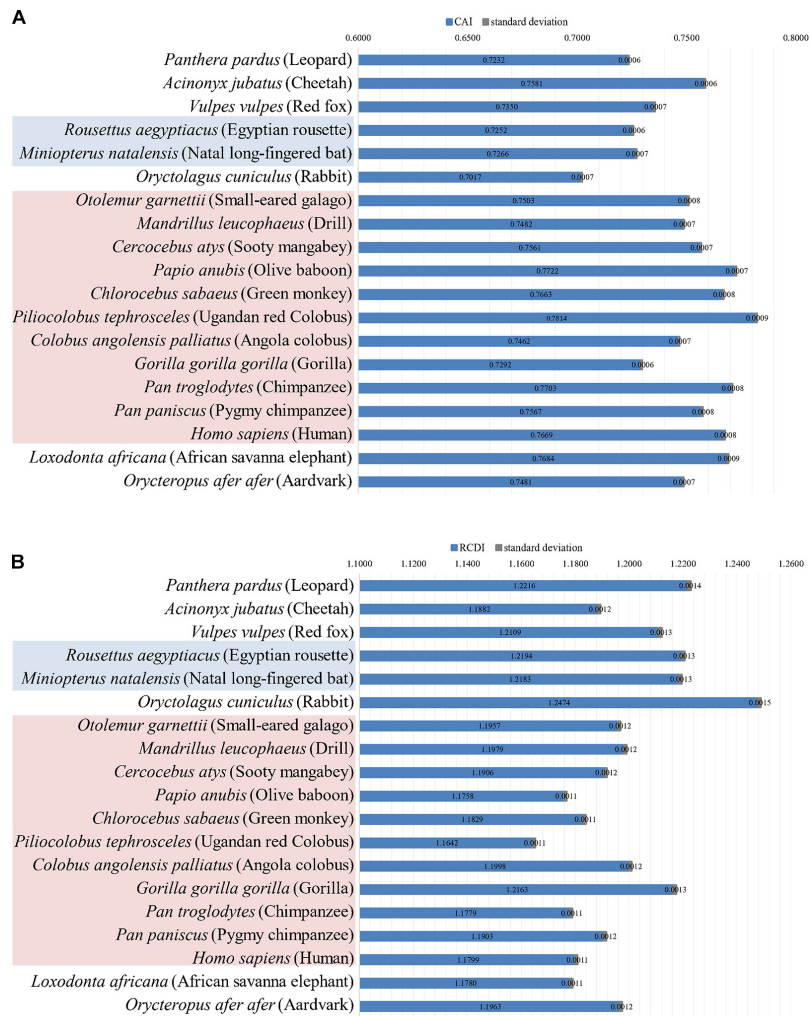 A
CAI standard deviation
0.6000 0.6500 0.7000 0.7500 0.8000
Panthera pardus (Leopard) 0.7232 0.0006
Acinonyx jubatus (Cheetah) 0.7581 0.0006
Vulpes vulpes (Red fox) 0.7350 0.0007
Rousettus aegyptiacus (Egyptian rousette) 0.7252 0.0006
Miniopterus natalensis (Natal long-fingered bat) 0.7266 0.0007
Oryctolagus cuniculus (Rabbit) 0.7017 0.0007
Otolemur garnettii (Small-eared galago) 0.7503 0.0008
Mandrillus leucophaeus (Drill) 0.7482 0.0007
Cercocebus atys (Sooty mangabey) 0.7561 0.0007
Papio anubis (Olive baboon) 0.7722 0.0007
Chlorocebus sabaeus (Green monkey) 0.7663 0.0008
Piliocolobus tephrosceles (Ugandan red Colobus) 0.7814 0.0009
Colobus angolensis palliatus (Angola colobus) 0.7462 0.0007
Gorilla gorilla gorilla (Gorilla) 0.7292 0.0006
Pan troglodytes (Chimpanzee) 0.7703 0.0008
Pan paniscus (Pygmy chimpanzee) 0.7567 0.0008
Homo sapiens (Human) 0.7669 0.0008
Loxodonta africana (African savanna elephant) 0.7684 0.0009
Orycteropus afer afer (Aardvark) 0.7481 0.0007
B
RCDI standard deviation
1.1000 1.1200 1.1400 1.1600 1.1800 1.2000 1.2200 1.2400 1.2600
Panthera pardus (Leopard) 1.2216 0.0014
Acinonyx jubatus (Cheetah) 1.1882 0.0012
Vulpes vulpes (Red fox) 1.2109 0.0013
Rousettus aegyptiacus (Egyptian rousette) 1.2194 0.0013
Miniopterus natalensis (Natal long-fingered bat) 1.2183 0.0013
Oryctolagus cuniculus (Rabbit) 1.2474 0.0015
Otolemur garnettii (Small-eared galago) 1.1957 0.0012
Mandrillus leucophaeus (Drill) 1.1979 0.0012
Cercocebus atys (Sooty mangabey) 1.1906 0.0012
Papio anubis (Olive baboon) 1.1758 0.0011
Chlorocebus sabaeus (Green monkey) 1.1829 0.0011
Piliocolobus tephrosceles (Ugandan red Colobus) 1.1642 0.0011
Colobus angolensis palliatus (Angola colobus) 1.1998 0.0012
Gorilla gorilla gorilla (Gorilla) 1.2163 0.0013
Pan troglodytes (Chimpanzee) 1.1779 0.0011
Pan paniscus (Pygmy chimpanzee) 1.1903 0.0012
Homo sapiens (Human) 1.1799 0.0011
Loxodonta africana (African savanna elephant) 1.1780 0.0011
Orycteropus afer afer (Aardvark) 1.1963 0.0012